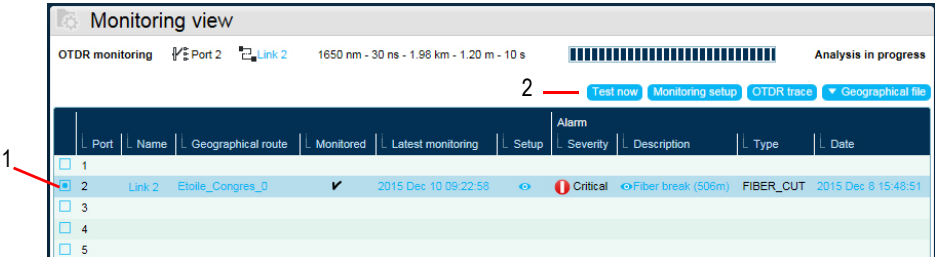 Monitoring view
OTDR monitoring Port 2 Link 2 1650 nm - 30 ns - 1.98 km - 1.20 m - 10 s Analysis in progress
2
Test now Monitoring setup OTDR trace Geographical file
Alarm
Port Name Geographical route Monitored Latest monitoring Setup Severity Description Type Date
1
1
2 Link 2 Etoile_Congres_0 2015 Dec 10 09:22:58 Critical Fiber break (506m) FIBER_CUT 2015 Dec 8 15:48:51
3
4
5